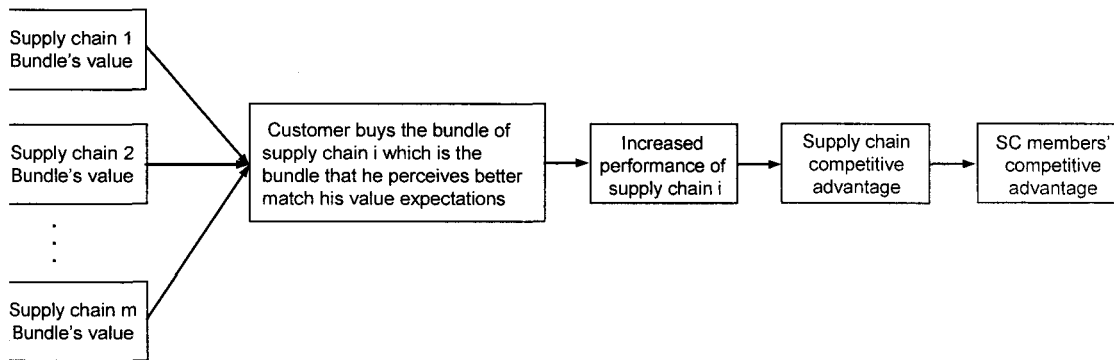 Supply chain 1
Bundle's value
Supply chain 2
Bundle's value
Supply chain m
Bundle's value
Customer buys the bundle of
supply chain i which is the
bundle that he perceives better
match his value expectations
Increased
performance of
supply chain i
Supply chain
competitive
advantage
SC members'
competitive
advantage